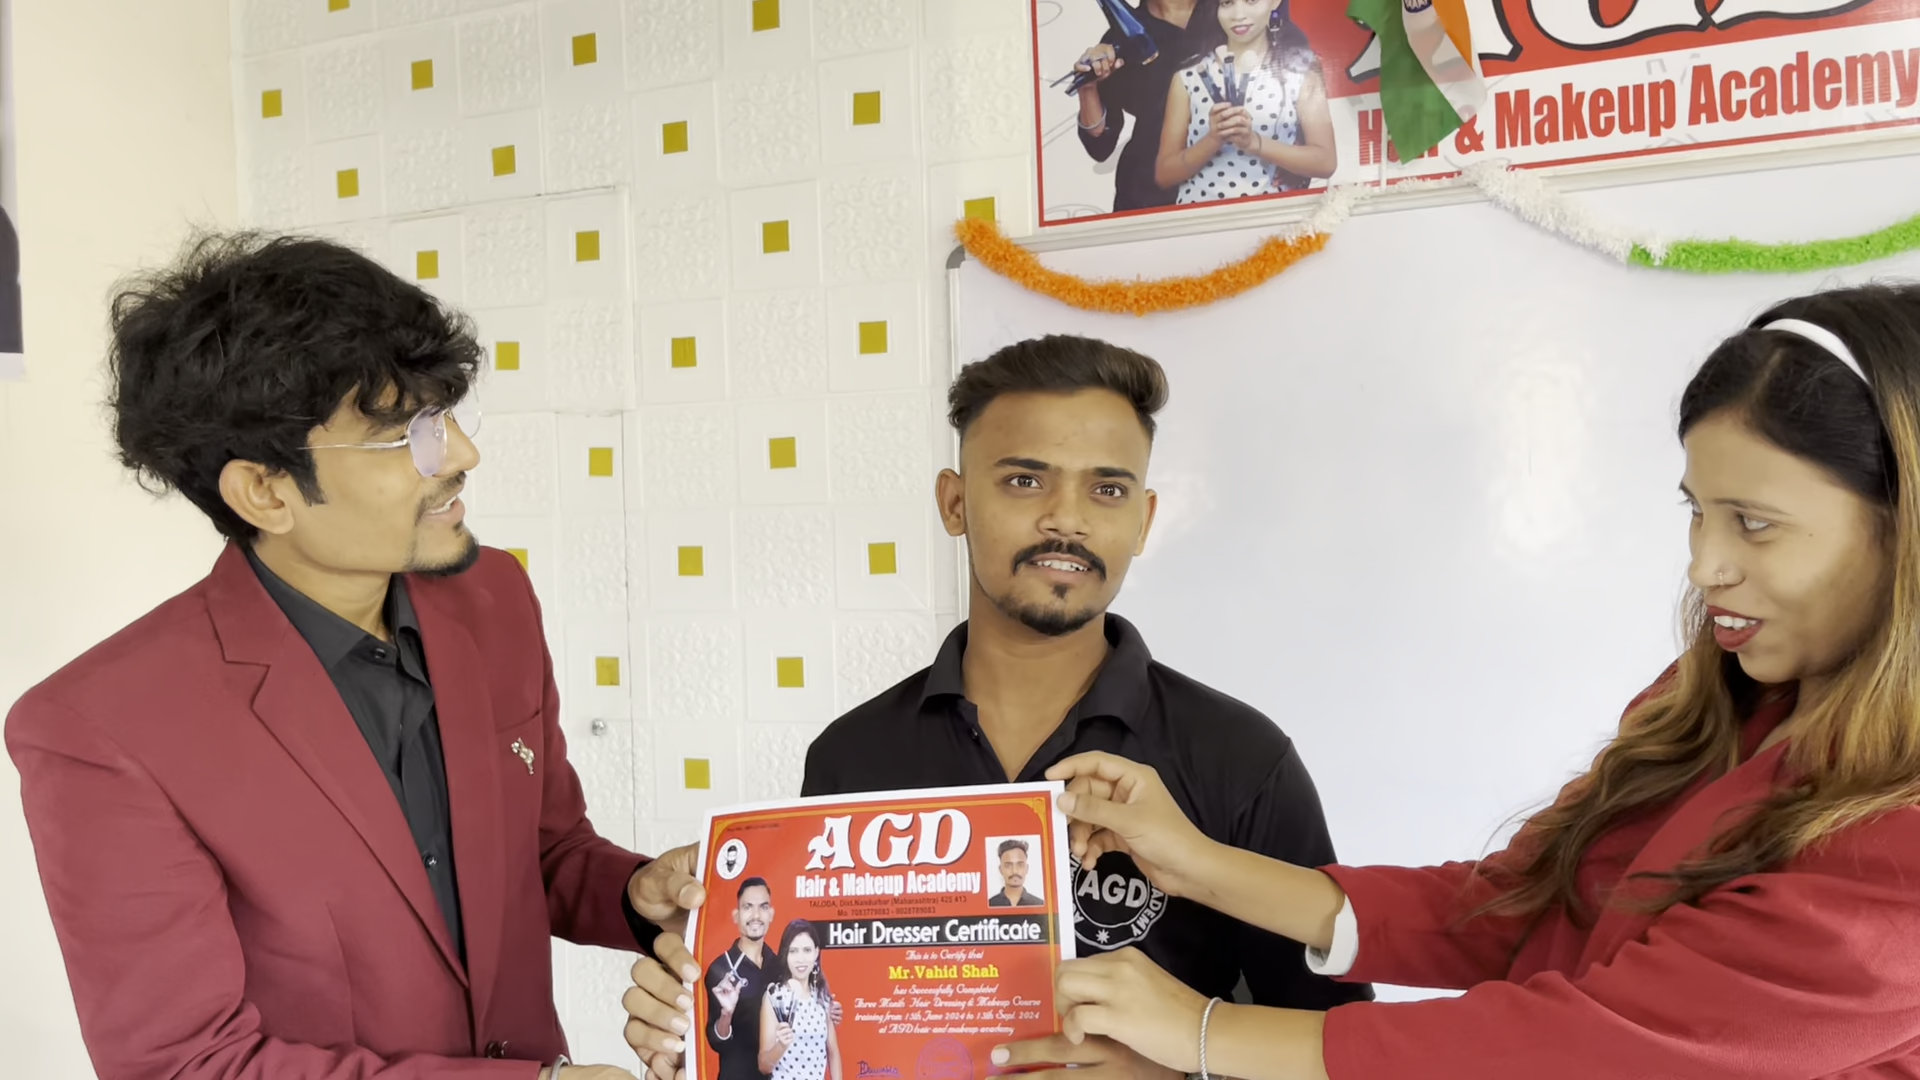 Hair & Makeup Academy
AGD
Hair & Makeup Academy
TALODA, Dist.Nandurbar (Maharashtra) 425 413
Hair Dresser Certificate
This is to Certify that
Mr.Vahid Shah
has Successfully Completed
Three Month Hair Dressing & Makeup Course
training from 13th June 2024 to 13th Sept. 2024
at AGD hair and makeup academy
AGD